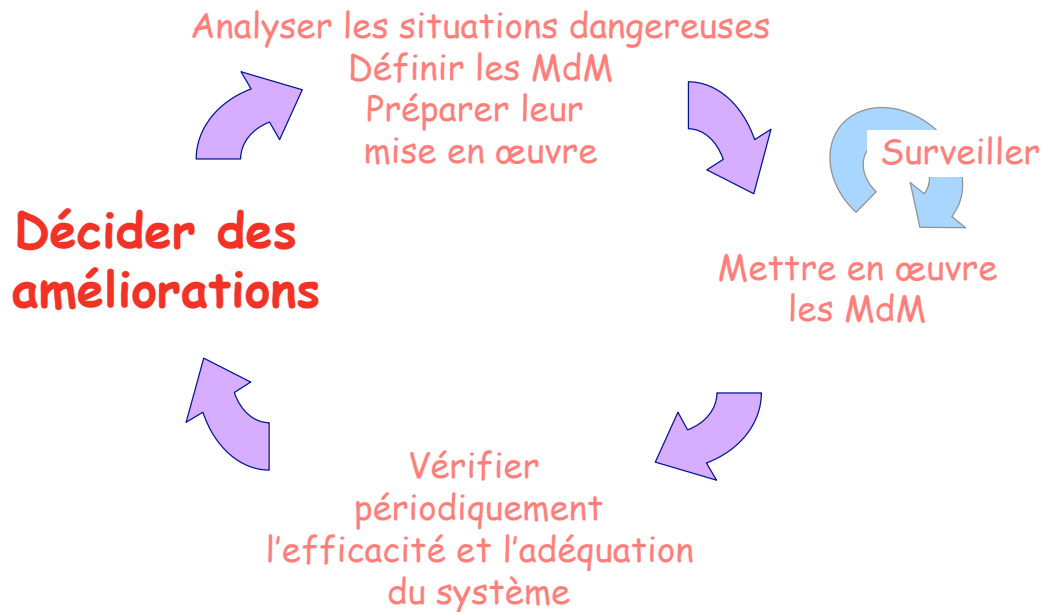 Analyser les situations dangereuses
Définir les MdM
Préparer leur
mise en œuvre
Surveiller
Mettre en œuvre
les MdM
Vérifier
périodiquement
l'efficacité et l'adéquation
du système
Décider des
améliorations